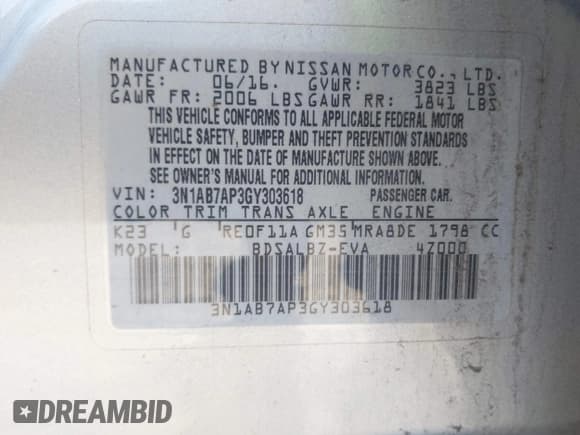 MANUFACTURED BY NISSAN MOTOR CO., LTD.
DATE: 06/16. GVWR: 3823 LBS
GAWR FR: 2006 LBS GAWR RR: 1841 LBS
THIS VEHICLE CONFORMS TO ALL APPLICABLE FEDERAL MOTOR
VEHICLE SAFETY, BUMPER AND THEFT PREVENTION STANDARDS
IN EFFECT ON THE DATE OF MANUFACTURE SHOWN ABOVE.
SEE OWNER'S MANUAL FOR ADDITIONAL INFORMATION
VIN: 3N1AB7AP3GY303618 PASSENGER CAR.
COLOR TRIM TRANS AXLE ENGINE
K23 G RE0F11A GM35 MRA8DE 1798 CC
MODEL: BDSALBZ-EVA 4Z000
3N1AB7AP3GY303618
DREAMBID